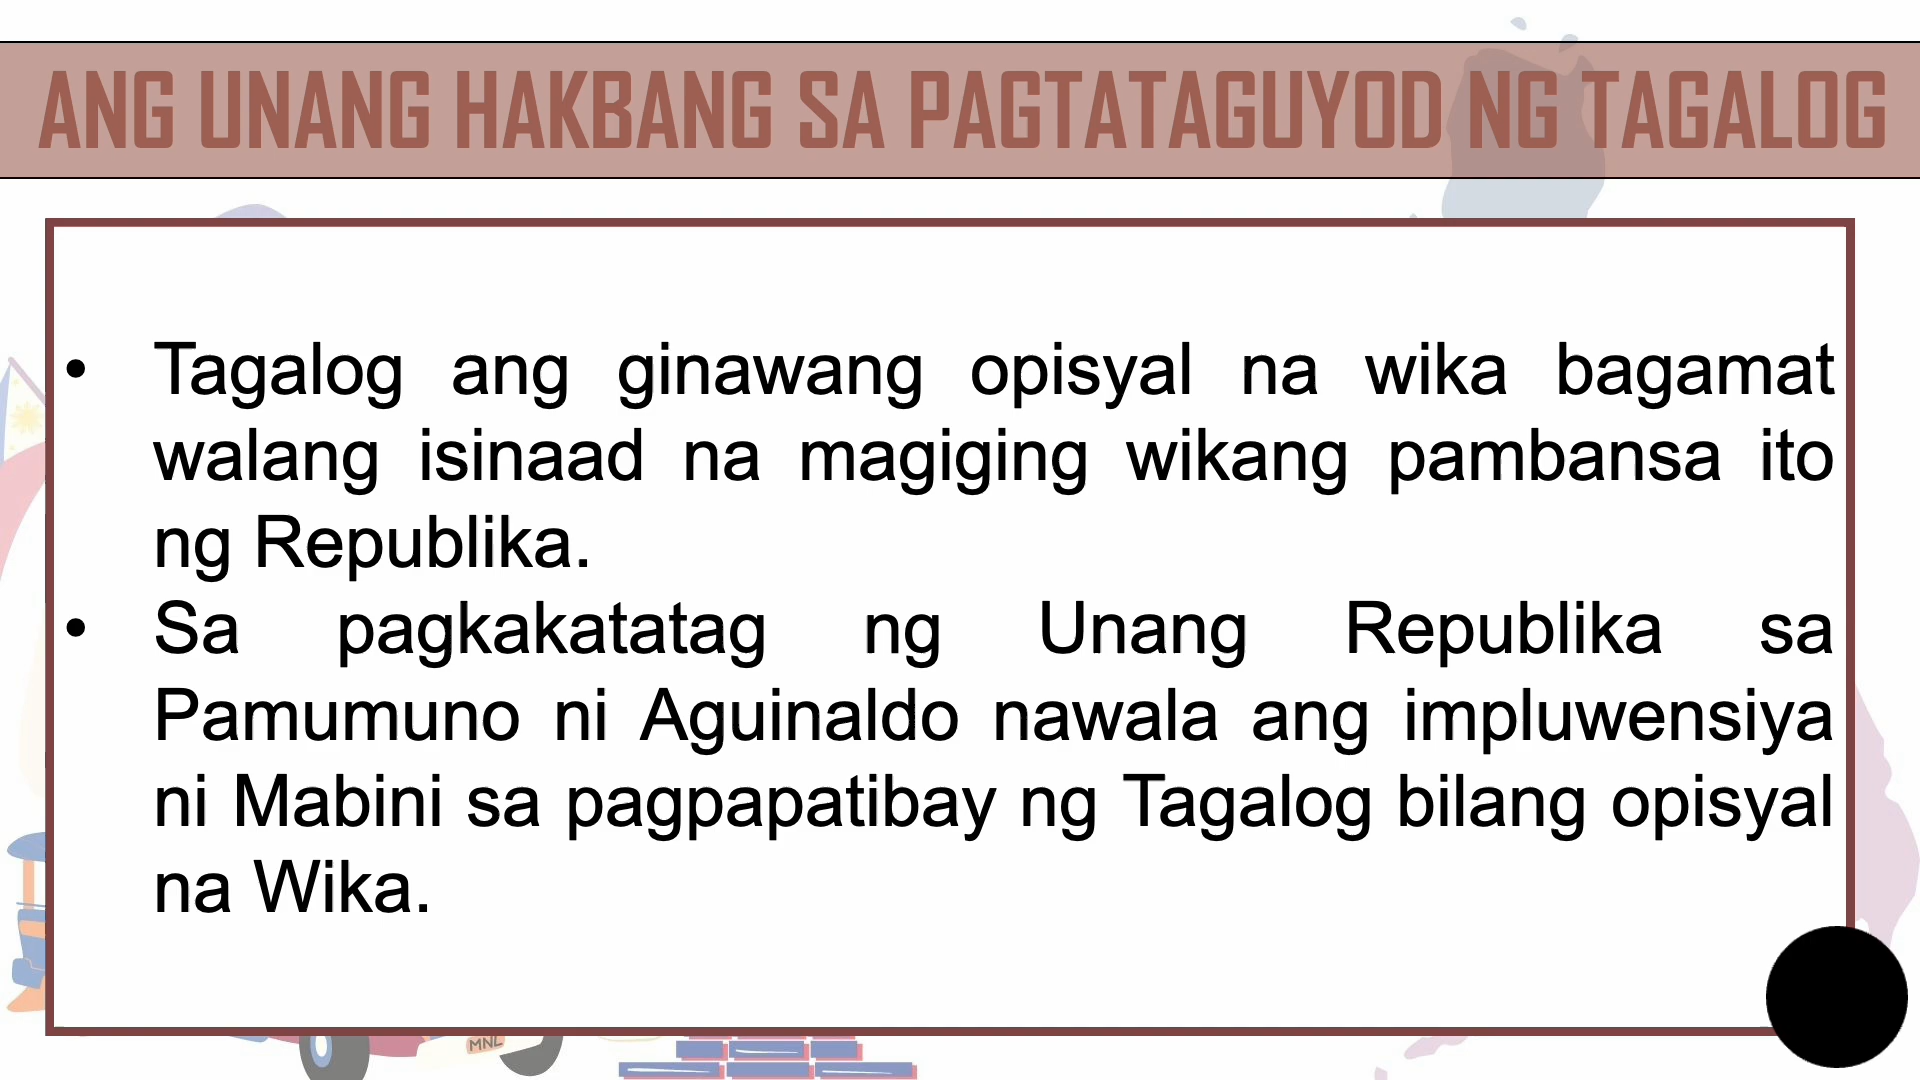 ANG UNANG HAKBANG SA PAGTATAGUYOD NG TAGALOG
• Tagalog ang ginawang opisyal na wika bagamat
walang isinaad na magiging wikang pambansa ito
ng Republika.
• Sa pagkakatatag ng Unang Republika sa
Pamumuno ni Aguinaldo nawala ang impluwensiya
ni Mabini sa pagpapatibay ng Tagalog bilang opisyal
na Wika.
MNL